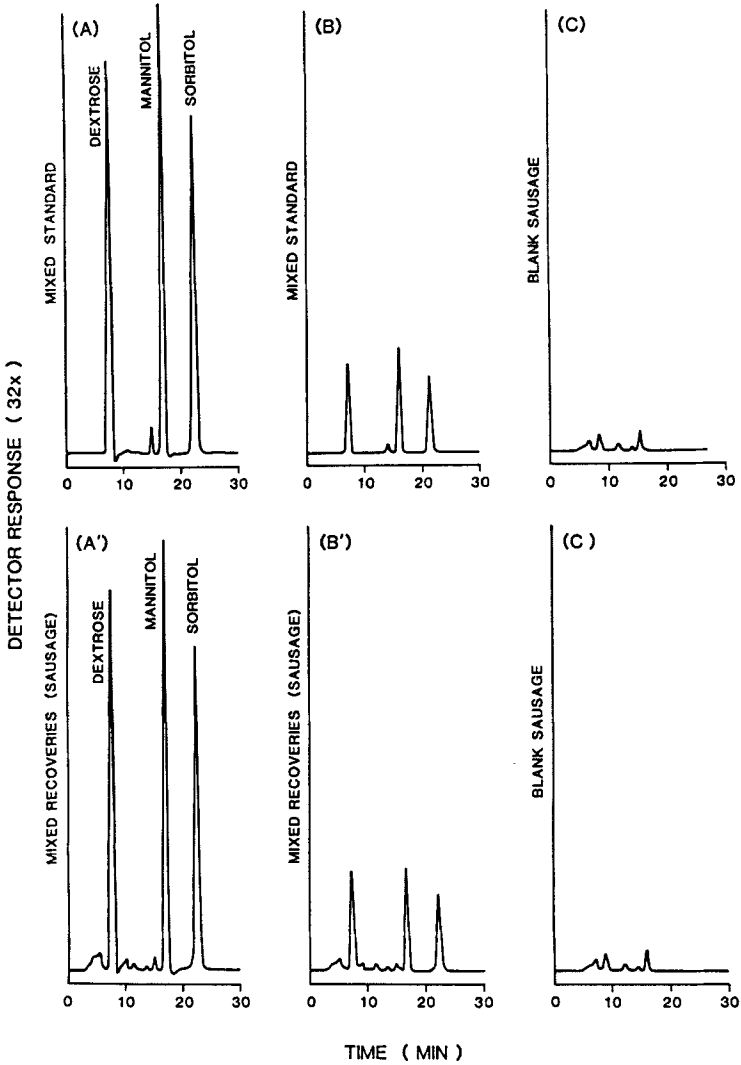 DETECTOR RESPONSE ( 32x )
MIXED STANDARD
(A)
DEXTROSE
MANNITOL
SORBITOL
0 10 20 30
MIXED STANDARD
(B)
0 10 20 30
BLANK SAUSAGE
(C)
0 10 20 30
MIXED RECOVERIES (SAUSAGE)
(A')
DEXTROSE
MANNITOL
SORBITOL
0 10 20 30
MIXED RECOVERIES (SAUSAGE)
(B')
0 10 20 30
BLANK SAUSAGE
(C )
0 10 20 30
TIME ( MIN )